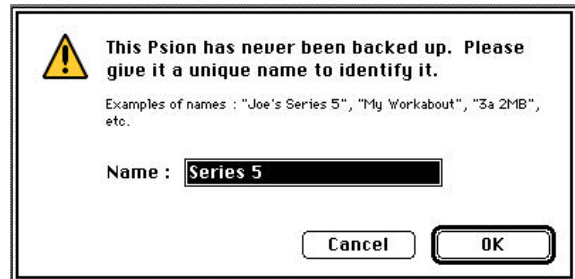 This Psion has never been backed up. Please
give it a unique name to identify it.
Examples of names : "Joe's Series 5", "My Workabout", "3a 2MB",
etc.
Name : Series 5
Cancel OK